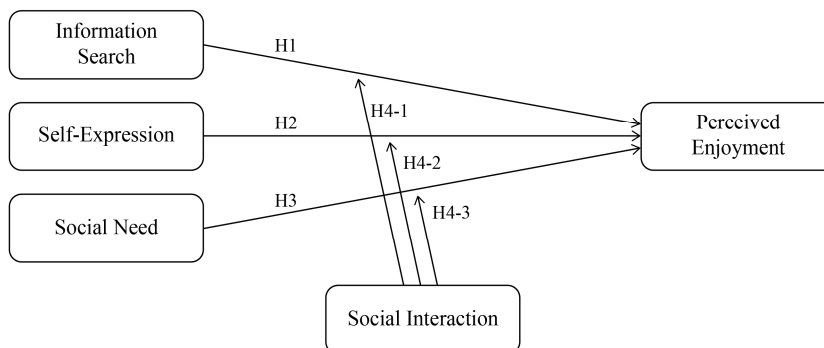 Information
Search
H1
H4-1
Self-Expression
H2
Perceived
Enjoyment
H4-2
Social Need
H3
H4-3
Social Interaction